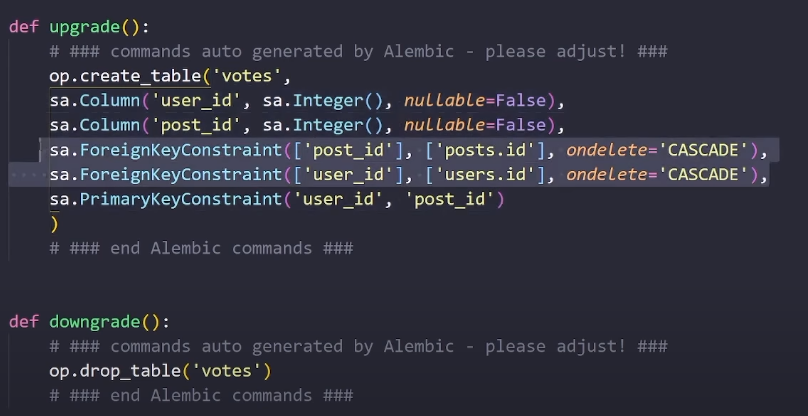 def upgrade():
    # ### commands auto generated by Alembic - please adjust! ###
    op.create_table('votes',
    sa.Column('user_id', sa.Integer(), nullable=False),
    sa.Column('post_id', sa.Integer(), nullable=False),
    sa.ForeignKeyConstraint(['post_id'], ['posts.id'], ondelete='CASCADE'),
    sa.ForeignKeyConstraint(['user_id'], ['users.id'], ondelete='CASCADE'),
    sa.PrimaryKeyConstraint('user_id', 'post_id')
    )
    # ### end Alembic commands ###
def downgrade():
    # ### commands auto generated by Alembic - please adjust! ###
    op.drop_table('votes')
    # ### end Alembic commands ###